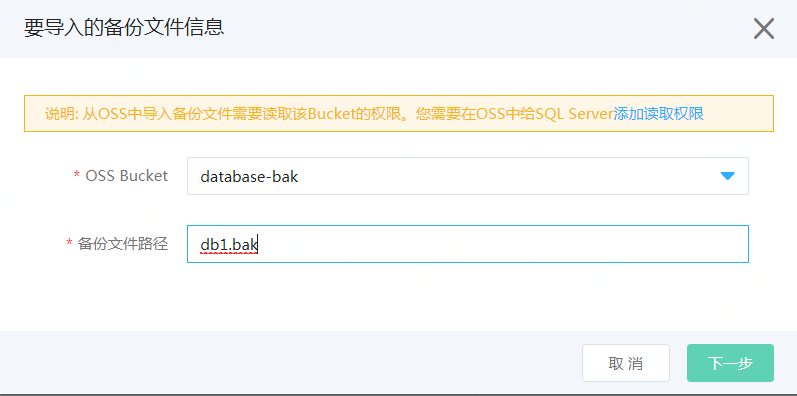 要导入的备份文件信息
说明: 从OSS中导入备份文件需要读取该Bucket的权限。您需要在OSS中给SQL Server添加读取权限
* OSS Bucket
database-bak
* 备份文件路径
db1.bak
取 消
下一步